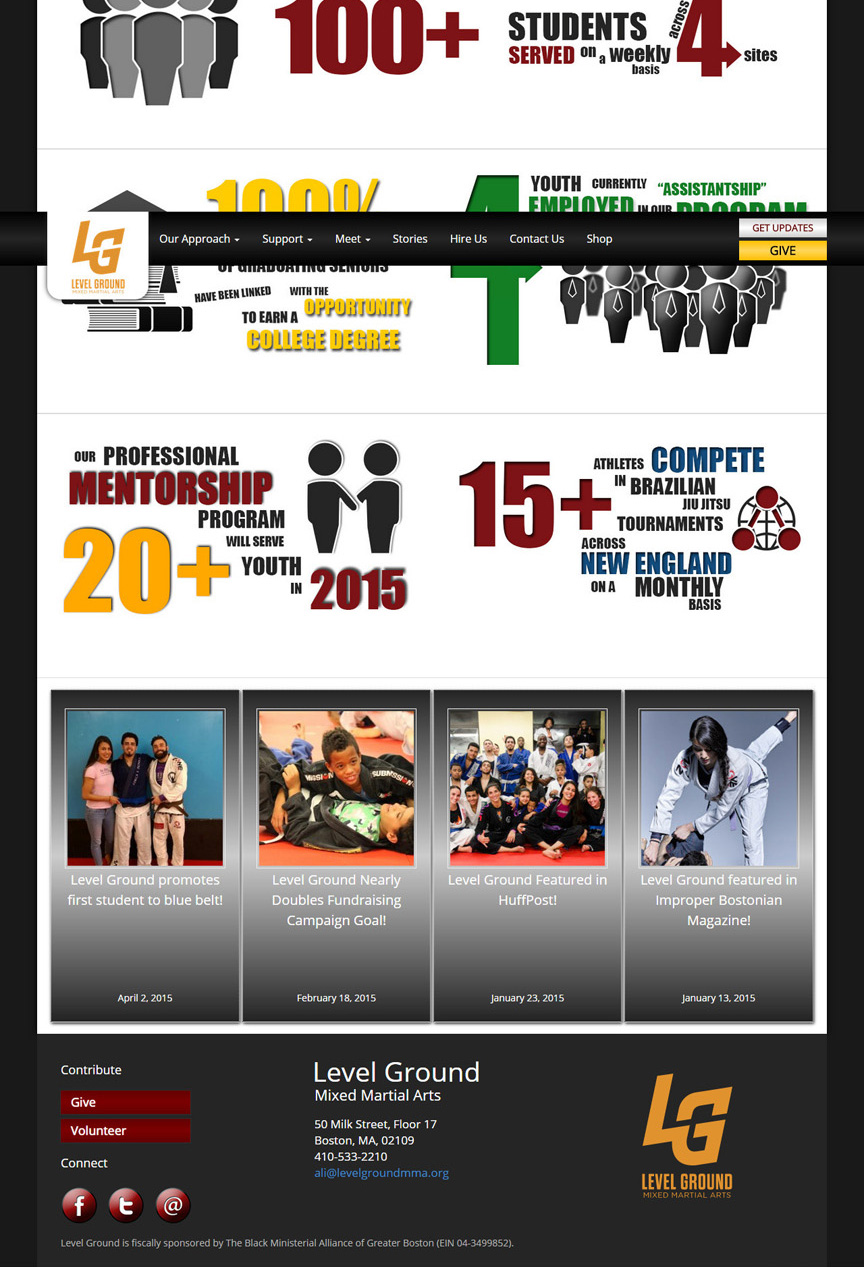 100+ STUDENTS SERVED on a weekly basis across 4 sites
100%
YOUTH CURRENTLY "ASSISTANTSHIP"
4 EMPLOYED IN OUR PROGRAM
LG
LEVEL GROUND
MIXED MARTIAL ARTS
Our Approach Support Meet Stories Hire Us Contact Us Shop
GET UPDATES
GIVE
OF GRADUATING SENIORS
HAVE BEEN LINKED WITH THE OPPORTUNITY
TO EARN A
COLLEGE DEGREE
OUR PROFESSIONAL
MENTORSHIP
PROGRAM
WILL SERVE
20+ YOUTH
IN 2015
15+ ATHLETES COMPETE
IN BRAZILIAN
JIU JITSU
TOURNAMENTS
ACROSS
NEW ENGLAND
ON A MONTHLY
BASIS
MISSION SUBMISSION
Level Ground promotes
first student to blue belt!
April 2, 2015
Level Ground Nearly
Doubles Fundraising
Campaign Goal!
February 18, 2015
Level Ground Featured in
HuffPost!
January 23, 2015
Level Ground featured in
Improper Bostonian
Magazine!
January 13, 2015
Contribute
Give
Volunteer
Connect
Level Ground
Mixed Martial Arts
50 Milk Street, Floor 17
Boston, MA, 02109
410-533-2210
ali@levelgroundmma.org
LG
LEVEL GROUND
MIXED MARTIAL ARTS
Level Ground is fiscally sponsored by The Black Ministerial Alliance of Greater Boston (EIN 04-3499852).